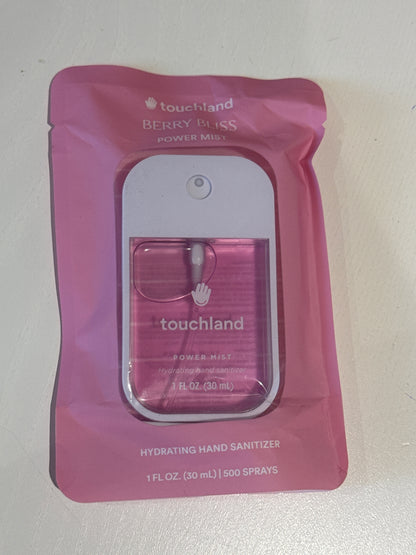 touchland
BERRY BLISS
POWER MIST
touchland
POWER MIST
Hydrating hand sanitizer
1 FL OZ. (30 mL)
HYDRATING HAND SANITIZER
1 FL OZ. (30 mL) | 500 SPRAYS